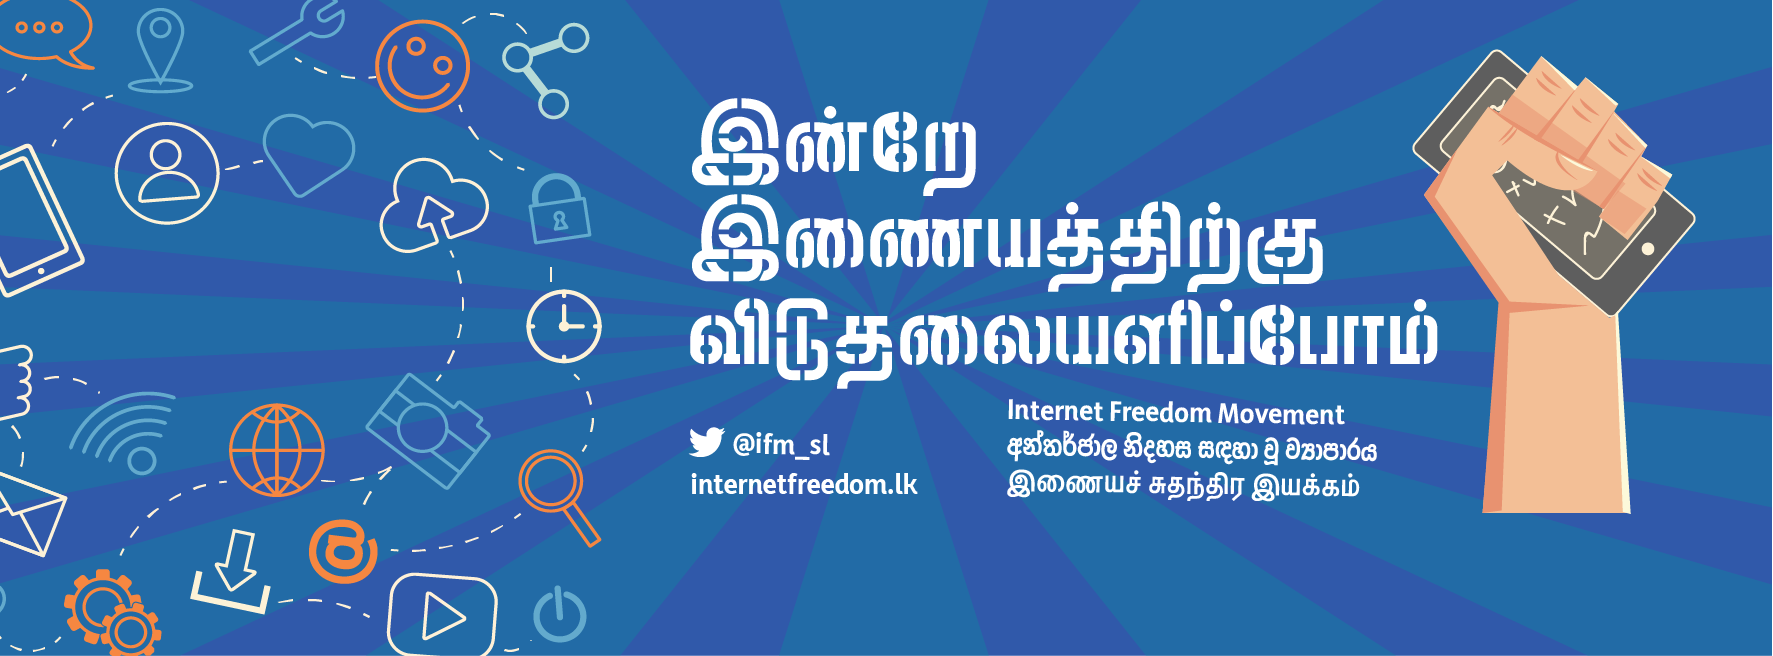 இன்றே
இணையத்திற்கு
விடுதலையளிப்போம்
@ifm_sl
internetfreedom.lk
Internet Freedom Movement
අන්තර්ජාල නිදහස සඳහා වූ ව්‍යාපාරය
இணையச் சுதந்திர இயக்கம்